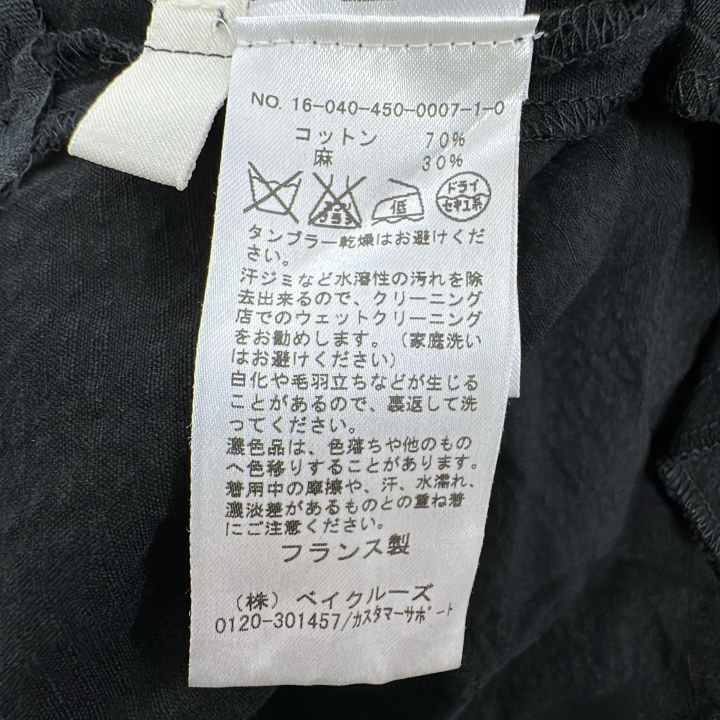 NO. 16-040-450-0007-1-0
コットン 70%
麻 30%
エンソ サラシ 低 ドライ セキユ系
タンブラー乾燥はお避けくだ
さい。
汗ジミなど水溶性の汚れを除
去出来るので、クリーニング
店でのウェットクリーニング
をお勧めします。(家庭洗い
はお避けください)
白化や毛羽立ちなどが生じる
ことがあるので、裏返して洗
ってください。
濃色品は、色落ちや他のもの
へ色移りすることがあります。
着用中の摩擦や、汗、水濡れ、
濃淡差があるものとの重ね着
にご注意ください。
フランス製
(株) ベイクルーズ
0120-301457/カスタマーサポート